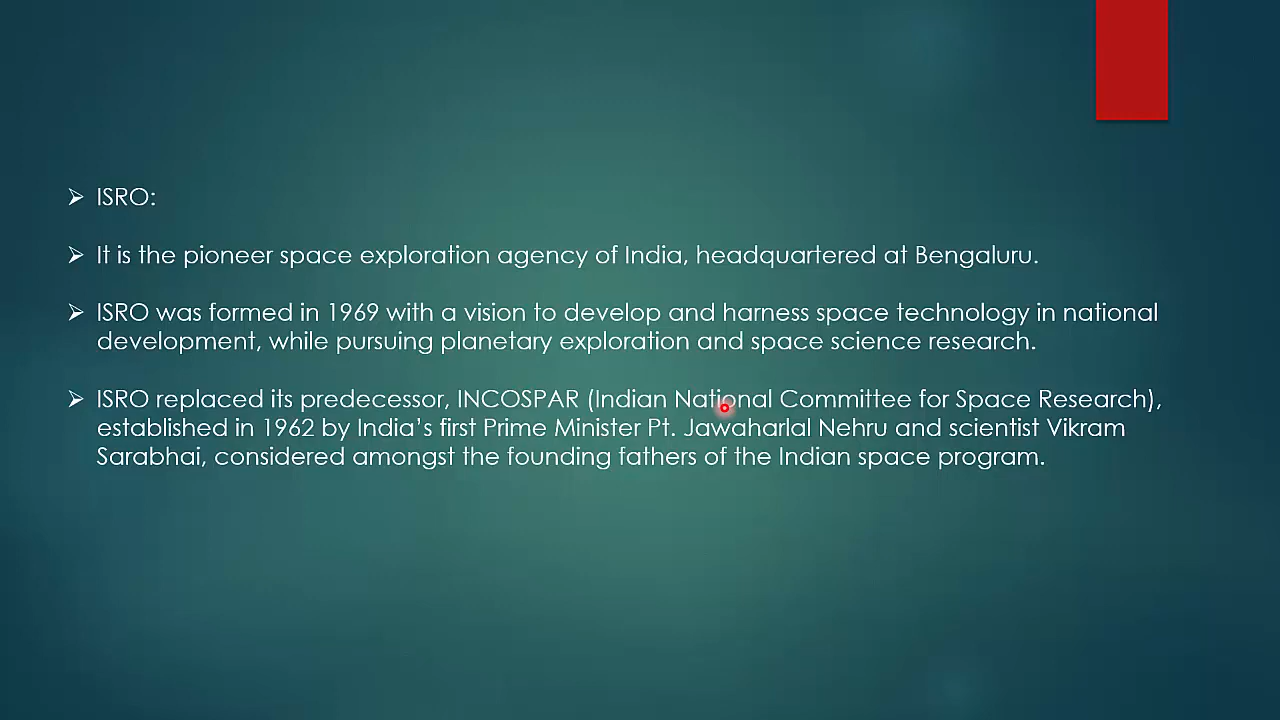 ISRO:
It is the pioneer space exploration agency of India, headquartered at Bengaluru.
ISRO was formed in 1969 with a vision to develop and harness space technology in national
development, while pursuing planetary exploration and space science research.
ISRO replaced its predecessor, INCOSPAR (Indian National Committee for Space Research),
established in 1962 by India's first Prime Minister Pt. Jawaharlal Nehru and scientist Vikram
Sarabhai, considered amongst the founding fathers of the Indian space program.